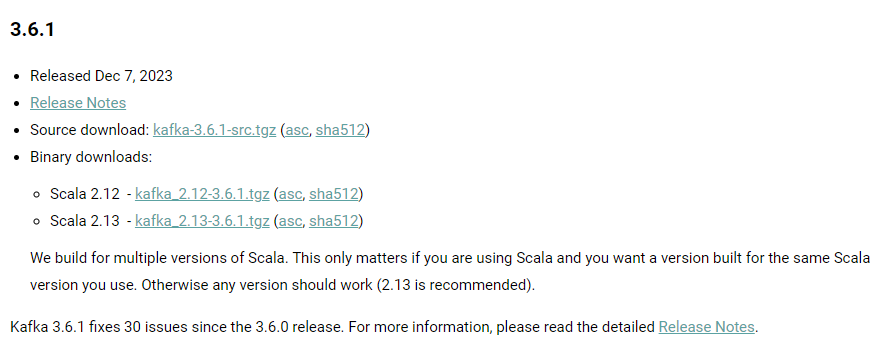 3.6.1
Released Dec 7, 2023
Release Notes
Source download: kafka-3.6.1-src.tgz (asc, sha512)
Binary downloads:
Scala 2.12 - kafka_2.12-3.6.1.tgz (asc, sha512)
Scala 2.13 - kafka_2.13-3.6.1.tgz (asc, sha512)
We build for multiple versions of Scala. This only matters if you are using Scala and you want a version built for the same Scala
version you use. Otherwise any version should work (2.13 is recommended).
Kafka 3.6.1 fixes 30 issues since the 3.6.0 release. For more information, please read the detailed Release Notes.